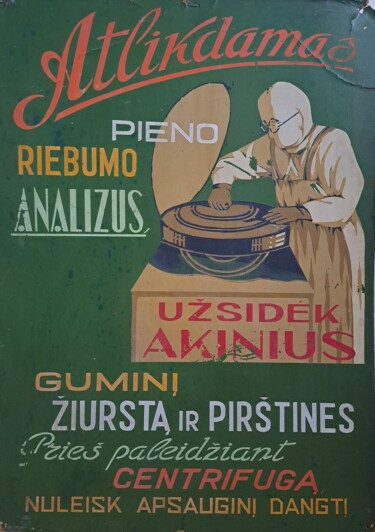 Atlikdamas
PIENO
RIEBUMO
ANALIZUS,
UŽSIDĖK
AKINIUS
GUMINĮ
ŽIURSTĄ IR PIRŠTINES
Prieš paleidžiant
CENTRIFUGĄ
NULEISK APSAUGINĮ DANGTĮ